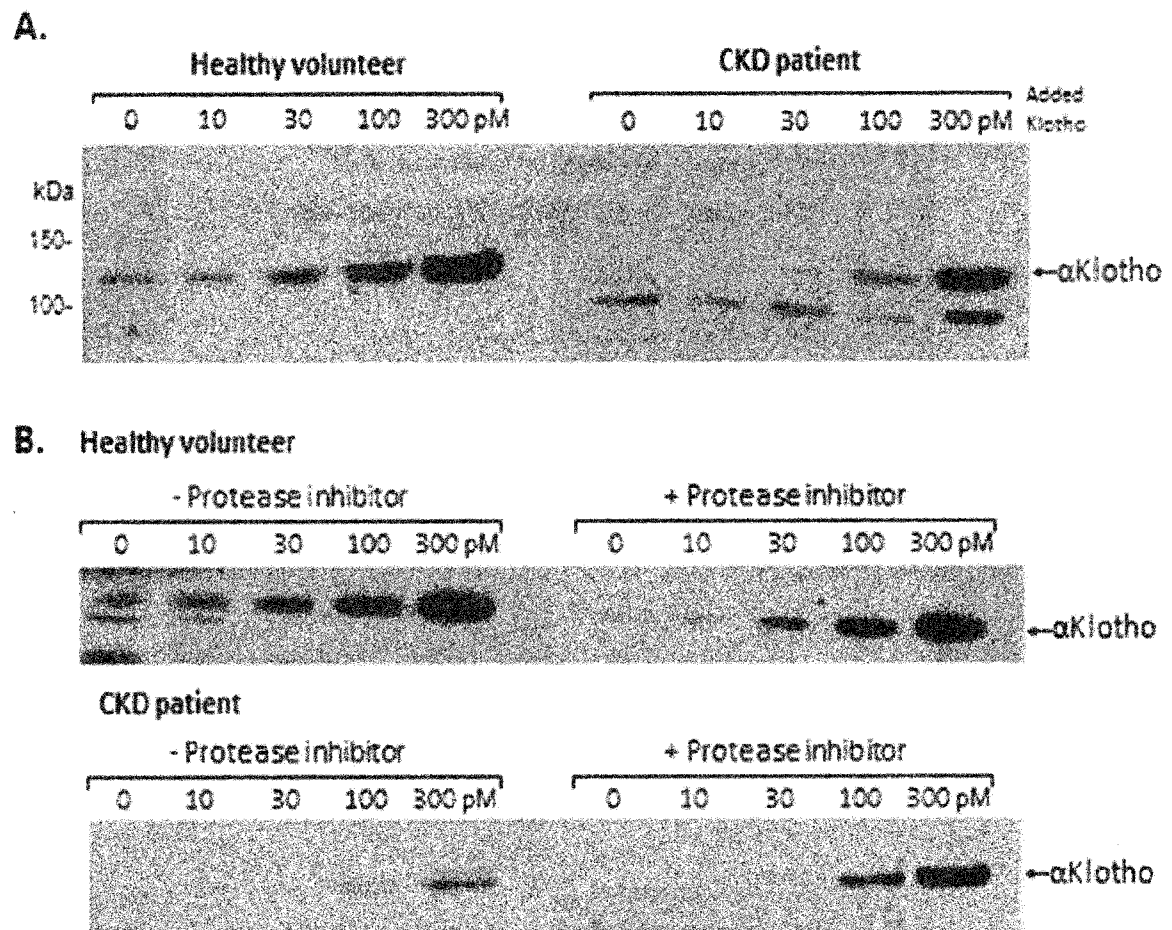 A.
Healthy volunteer CKD patient
0 10 30 100 300 pM 0 10 30 100 300 pM Added Klotho
kDa
150-
100-
αKlotho
B. Healthy volunteer
- Protease inhibitor + Protease inhibitor
0 10 30 100 300 pM 0 10 30 100 300 pM
αKlotho
CKD patient
- Protease inhibitor + Protease inhibitor
0 10 30 100 300 pM 0 10 30 100 300 pM
αKlotho